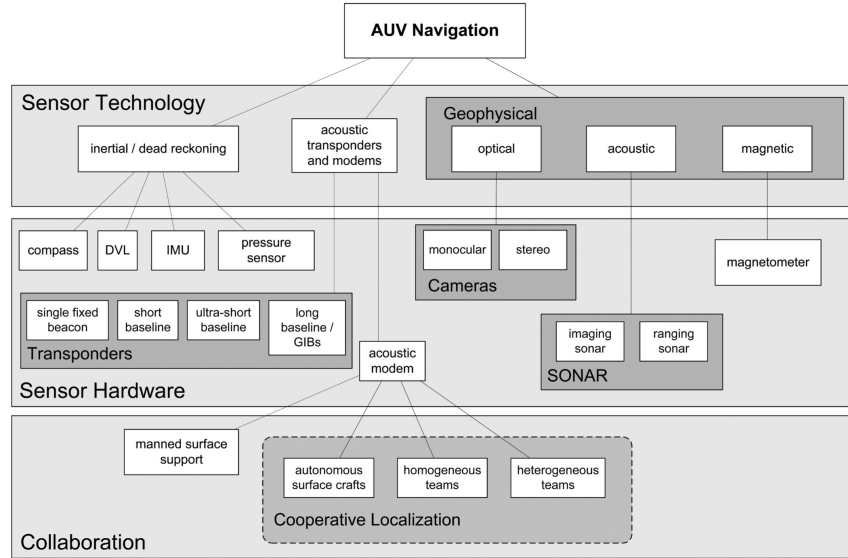 AUV Navigation
Sensor Technology
inertial / dead reckoning
acoustic
transponders
and modems
Geophysical
optical
acoustic
magnetic
compass
DVL
IMU
pressure
sensor
monocular
stereo
Cameras
magnetometer
single fixed
beacon
short
baseline
ultra-short
baseline
long
baseline /
GIBs
Transponders
acoustic
modem
imaging
sonar
ranging
sonar
SONAR
Sensor Hardware
manned surface
support
autonomous
surface crafts
homogeneous
teams
heterogeneous
teams
Cooperative Localization
Collaboration